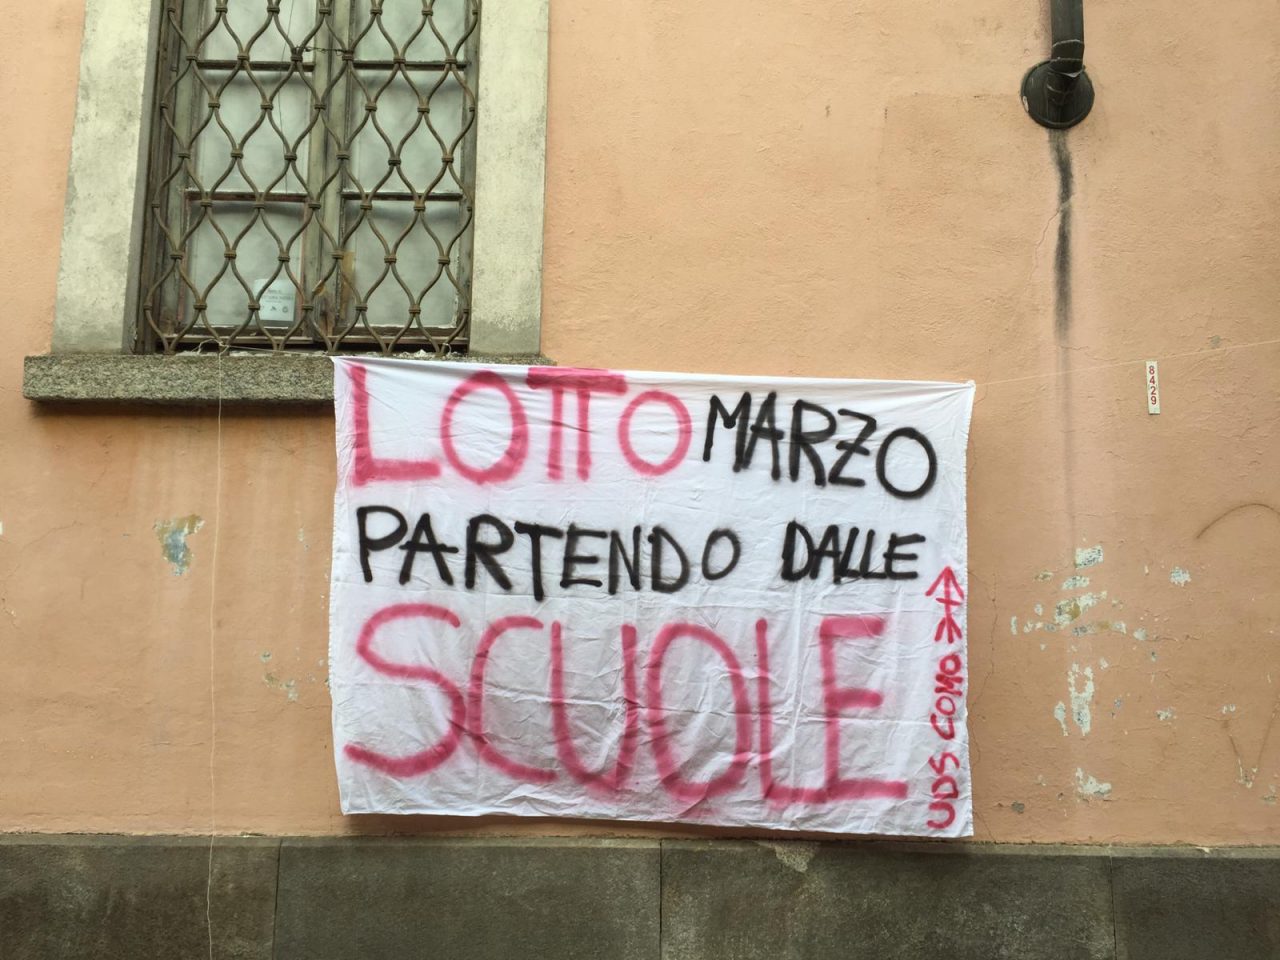 LOTTO MARZO
PARTENDO DALLE
SCUOLE
UDS COMO
8429